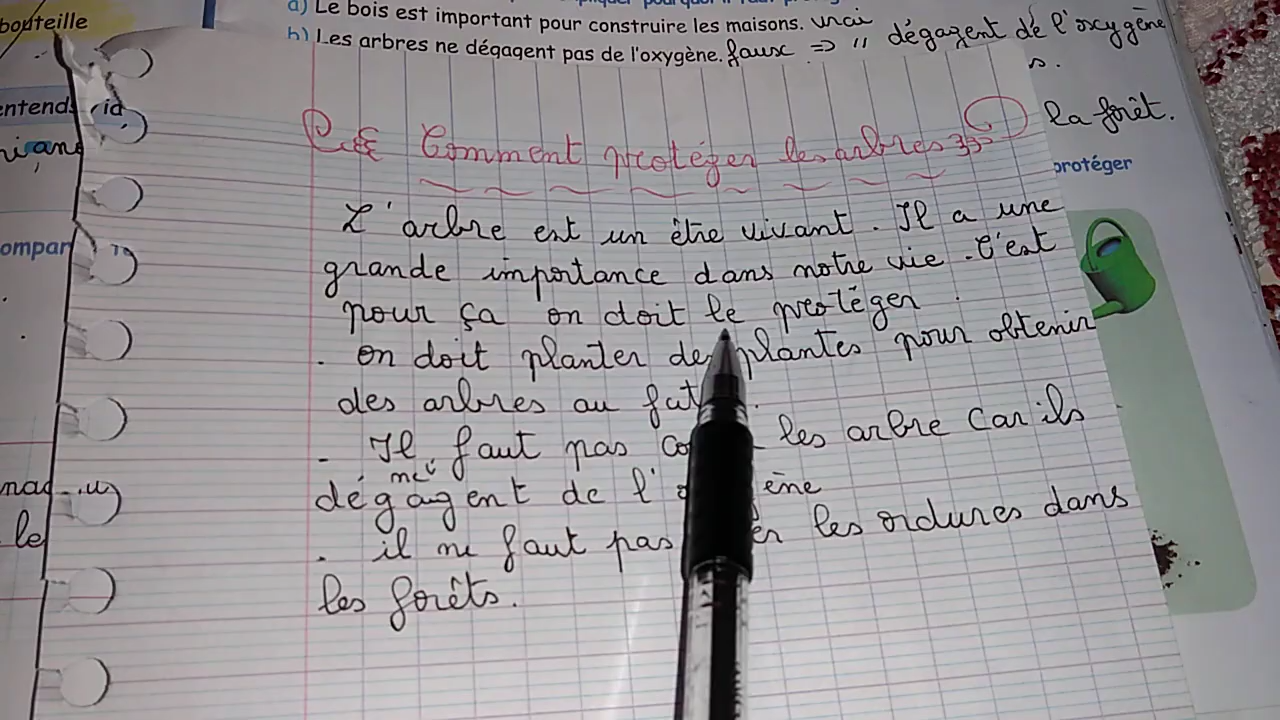 bouteille
a) Le bois est important pour construire les maisons. vrai
b) Les arbres ne dégagent pas de l'oxygène. faux => " dégagent de l'oxygène
la forêt.
protéger
Comment protéger les arbres
L'arbre est un être vivant. Il a une
grande importance dans notre vie. C'est
pour ça on doit le protéger.
. on doit planter des plantes pour obtenir
des arbres au
- Il ne faut pas les arbre car ils
dégagent de l'
. il ne faut pas les ordures dans
les forêts.